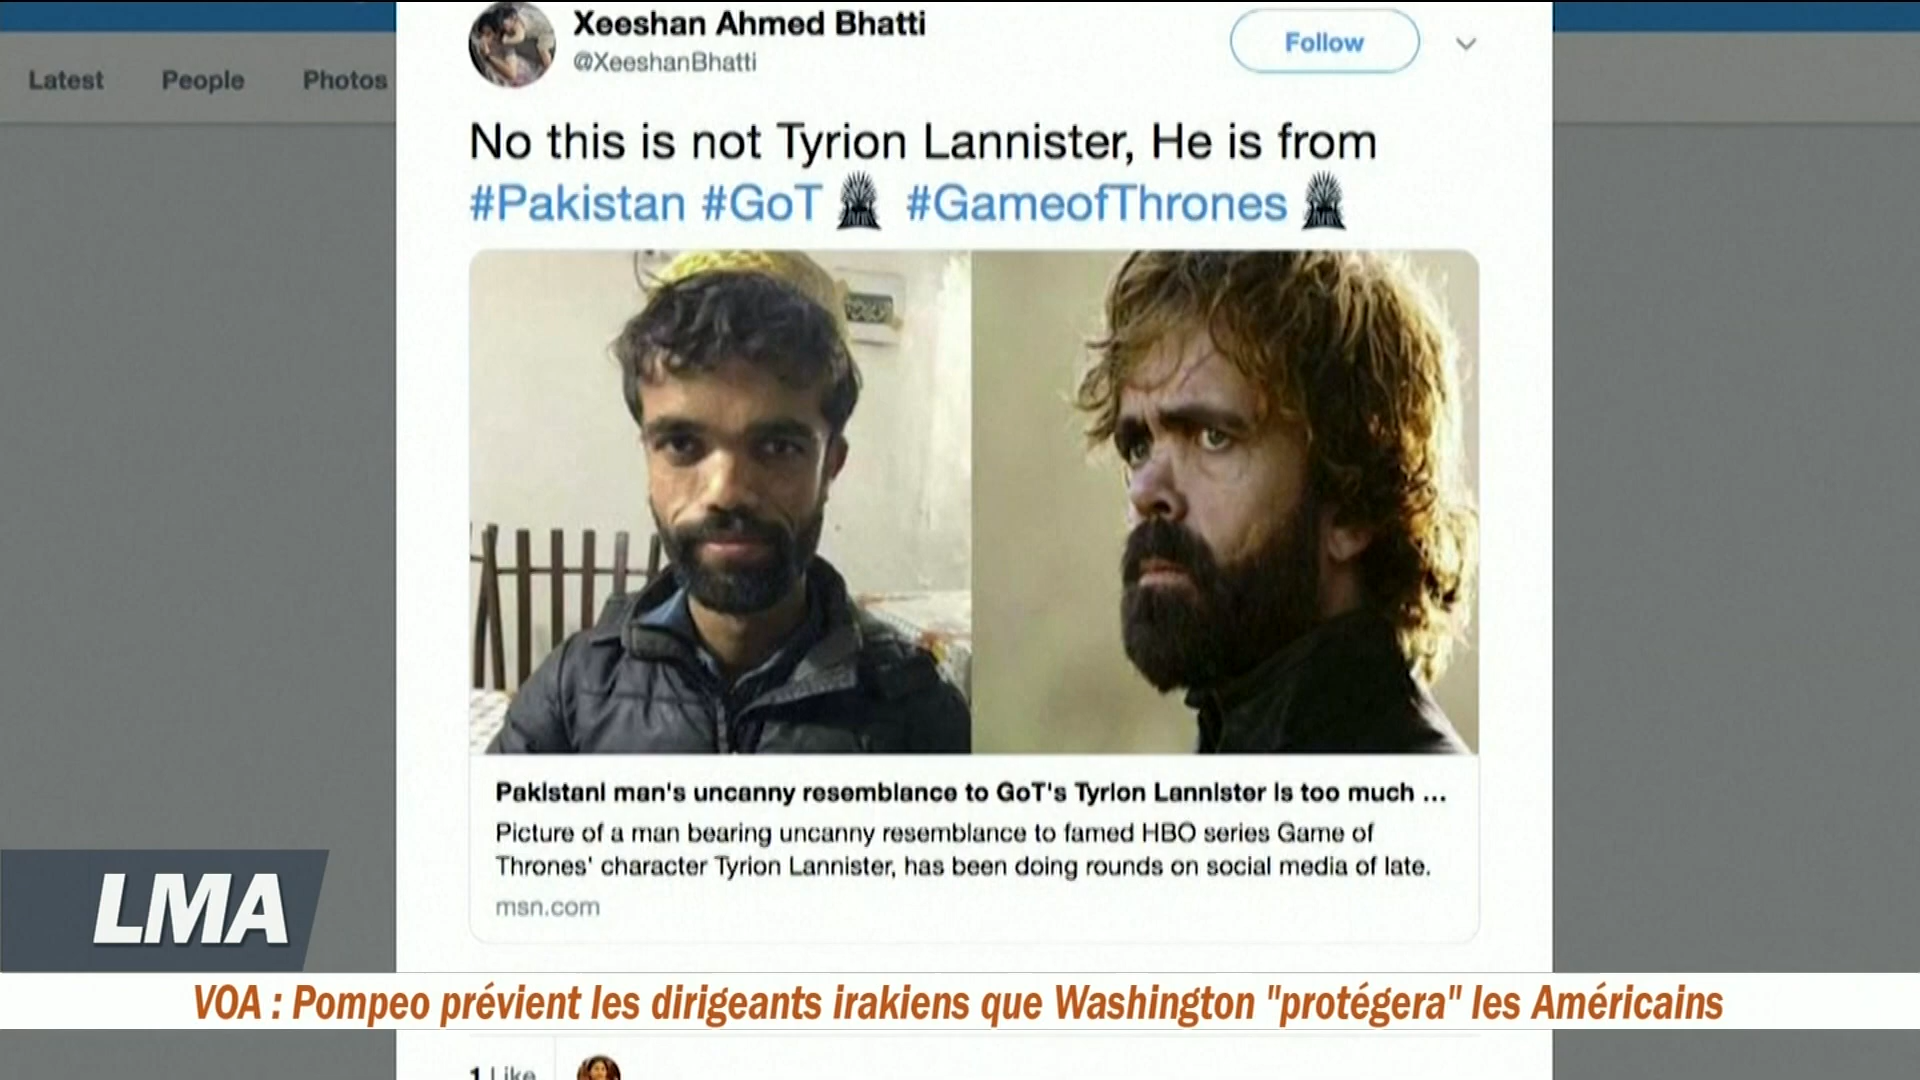 Xeeshan Ahmed Bhatti
@XeeshanBhatti
Follow
Latest People Photos
No this is not Tyrion Lannister, He is from
#Pakistan #GoT #GameofThrones
Pakistani man's uncanny resemblance to GoT's Tyrion Lannister is too much ...
Picture of a man bearing uncanny resemblance to famed HBO series Game of
Thrones' character Tyrion Lannister, has been doing rounds on social media of late.
msn.com
LMA
VOA : Pompeo prévient les dirigeants irakiens que Washington "protégera" les Américains
1 Like